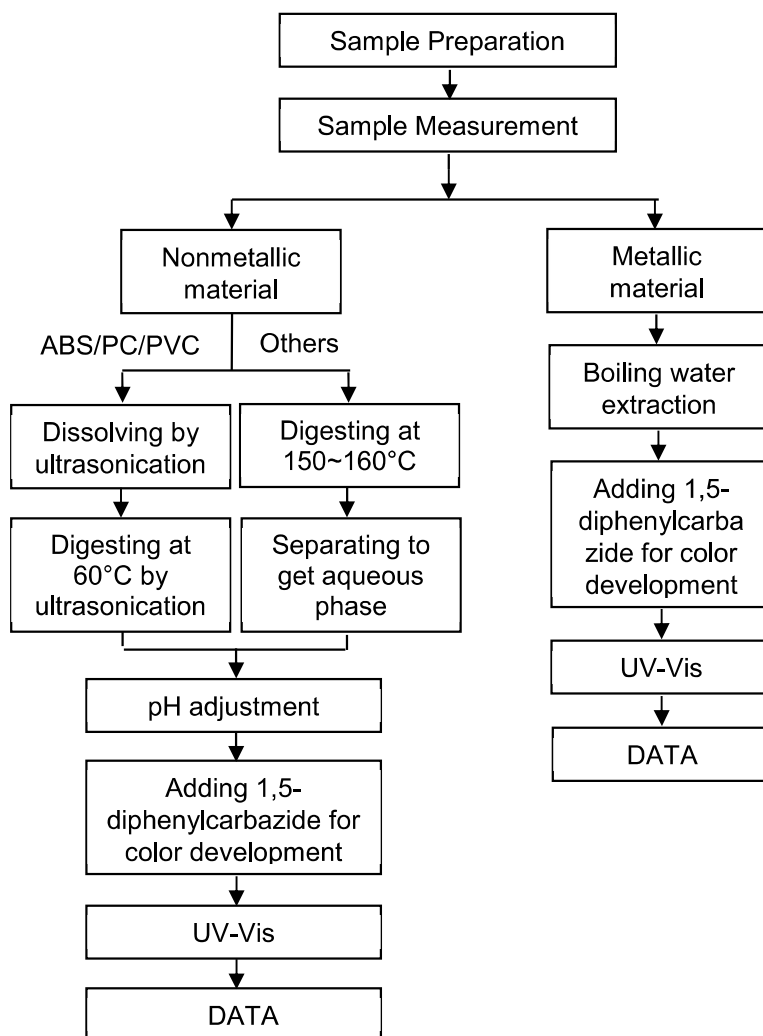 Sample Preparation
Sample Measurement
Nonmetallic
material
Metallic
material
ABS/PC/PVC
Others
Dissolving by
ultrasonication
Digesting at
150~160°C
Boiling water
extraction
Digesting at
60°C by
ultrasonication
Separating to
get aqueous
phase
Adding 1,5-
diphenylcarba
zide for color
development
pH adjustment
UV-Vis
DATA
Adding 1,5-
diphenylcarbazide for
color development
UV-Vis
DATA